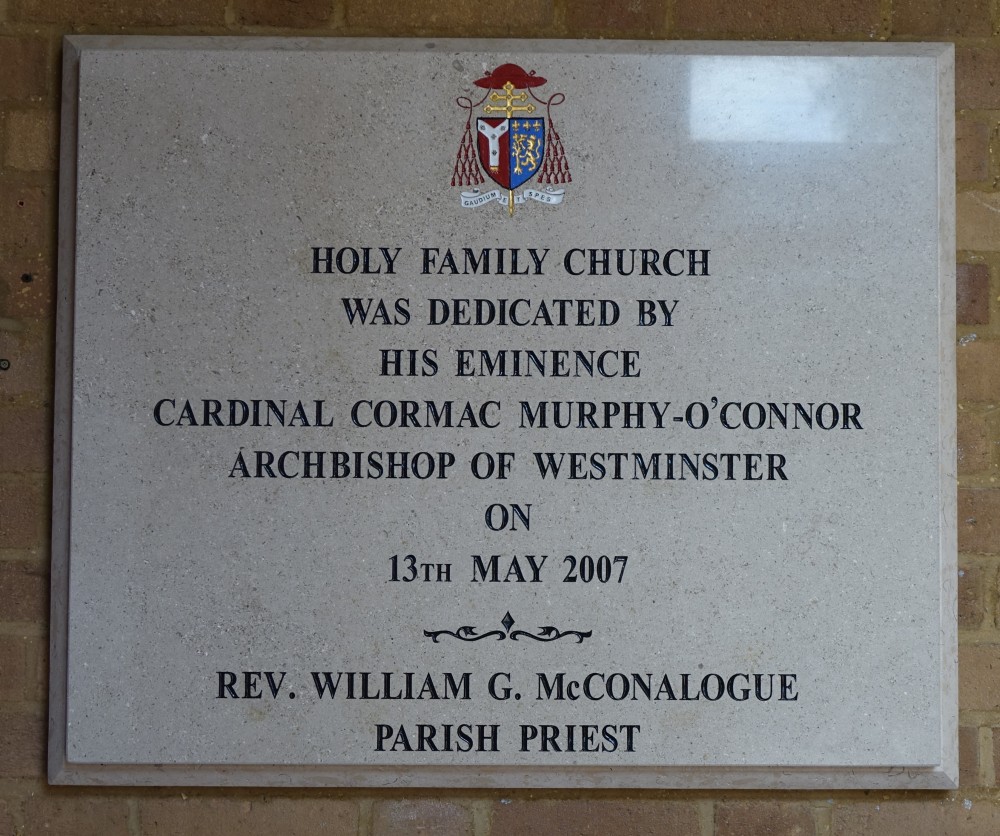 GAUDIUM ET SPES
HOLY FAMILY CHURCH
WAS DEDICATED BY
HIS EMINENCE
CARDINAL CORMAC MURPHY-O'CONNOR
ARCHBISHOP OF WESTMINSTER
ON
13TH MAY 2007
REV. WILLIAM G. McCONALOGUE
PARISH PRIEST